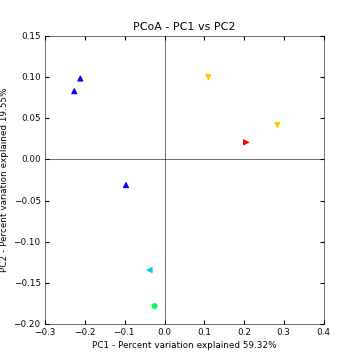 PCoA - PC1 vs PC2
PC2 - Percent variation explained 19.55%
0.15
0.10
0.05
0.00
−0.05
−0.10
−0.15
−0.20
−0.3 −0.2 −0.1 0.0 0.1 0.2 0.3 0.4
PC1 - Percent variation explained 59.32%